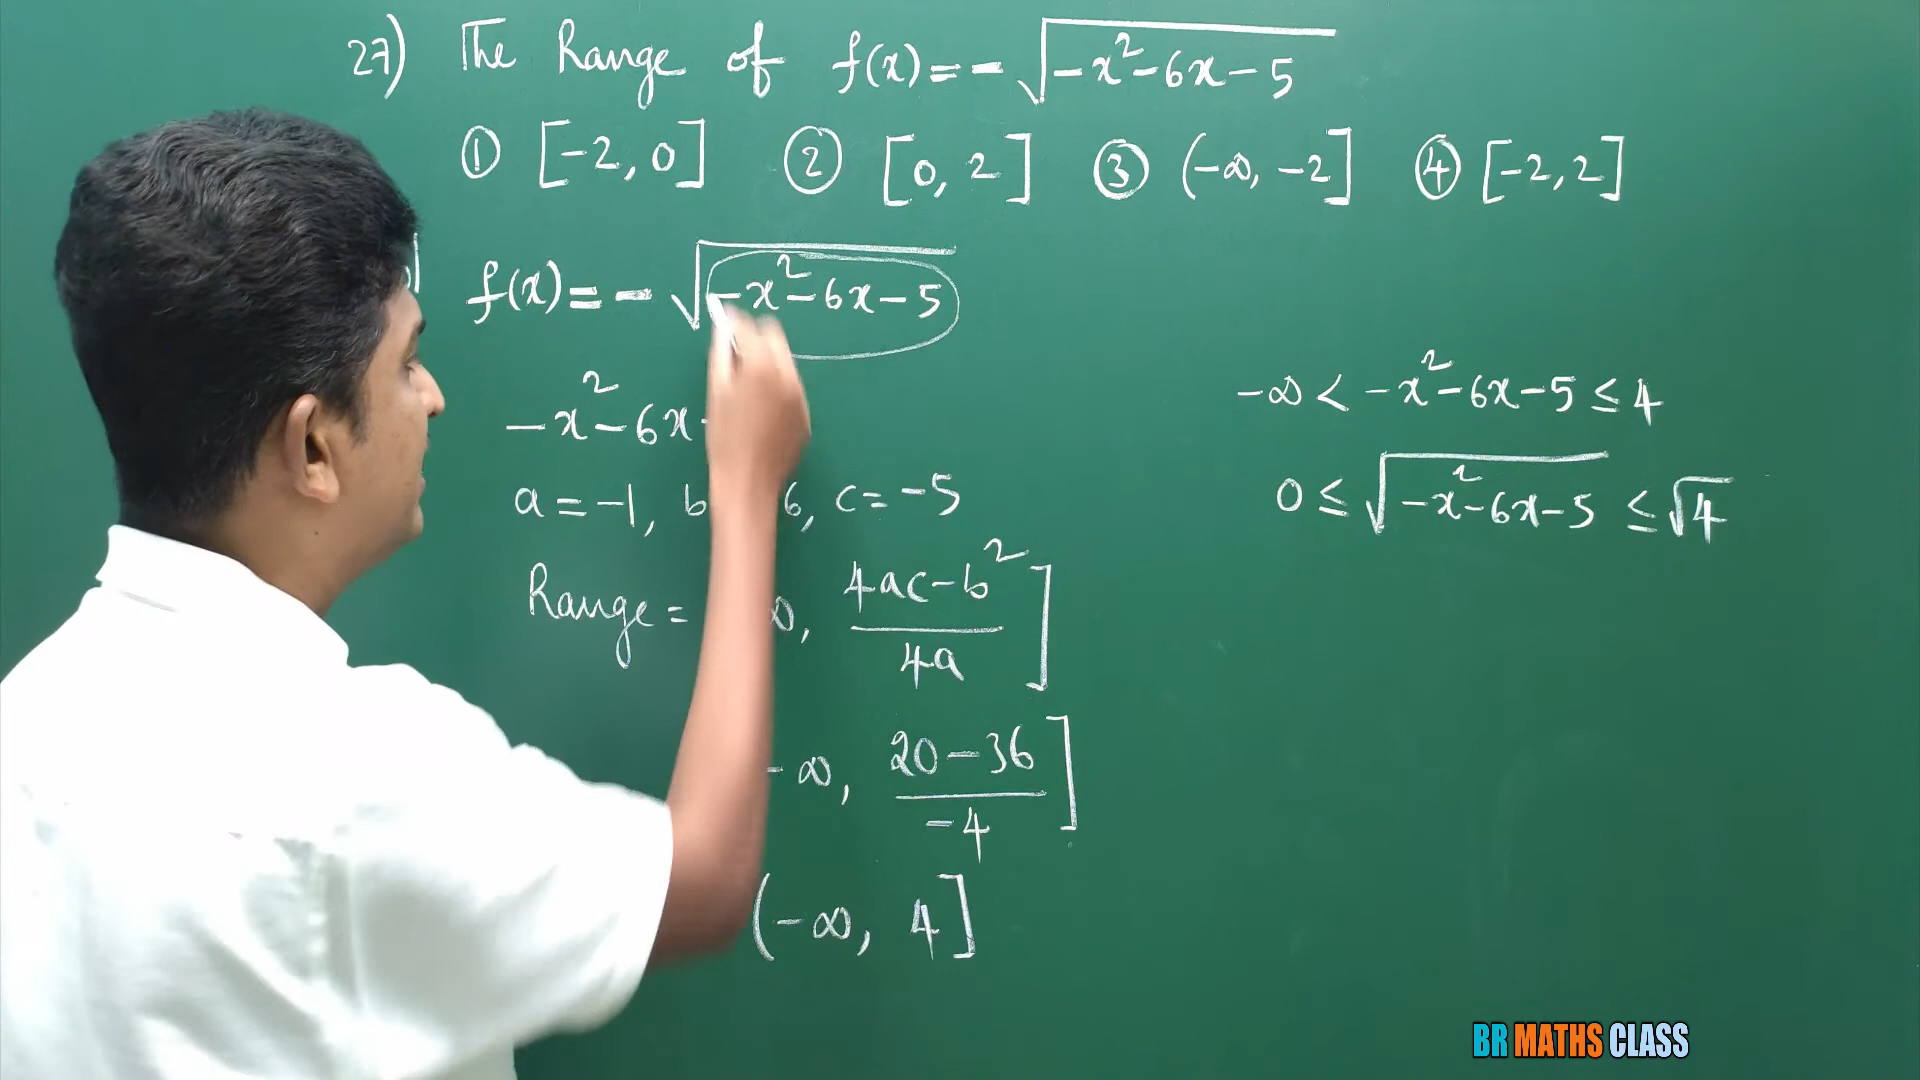 27) The Range of f(x)=-√(-x²-6x-5)
① [-2,0] ② [0,2] ③ (-∞,-2] ④ [-2,2]
f(x)=-√(-x²-6x-5)
-x²-6x
a=-1, b 6, c=-5
Range= ∞, (4ac-b²)/4a]
-∞, (20-36)/-4]
(-∞, 4]
-∞<-x²-6x-5≤4
0≤√(-x²-6x-5)≤√4
BR MATHS CLASS